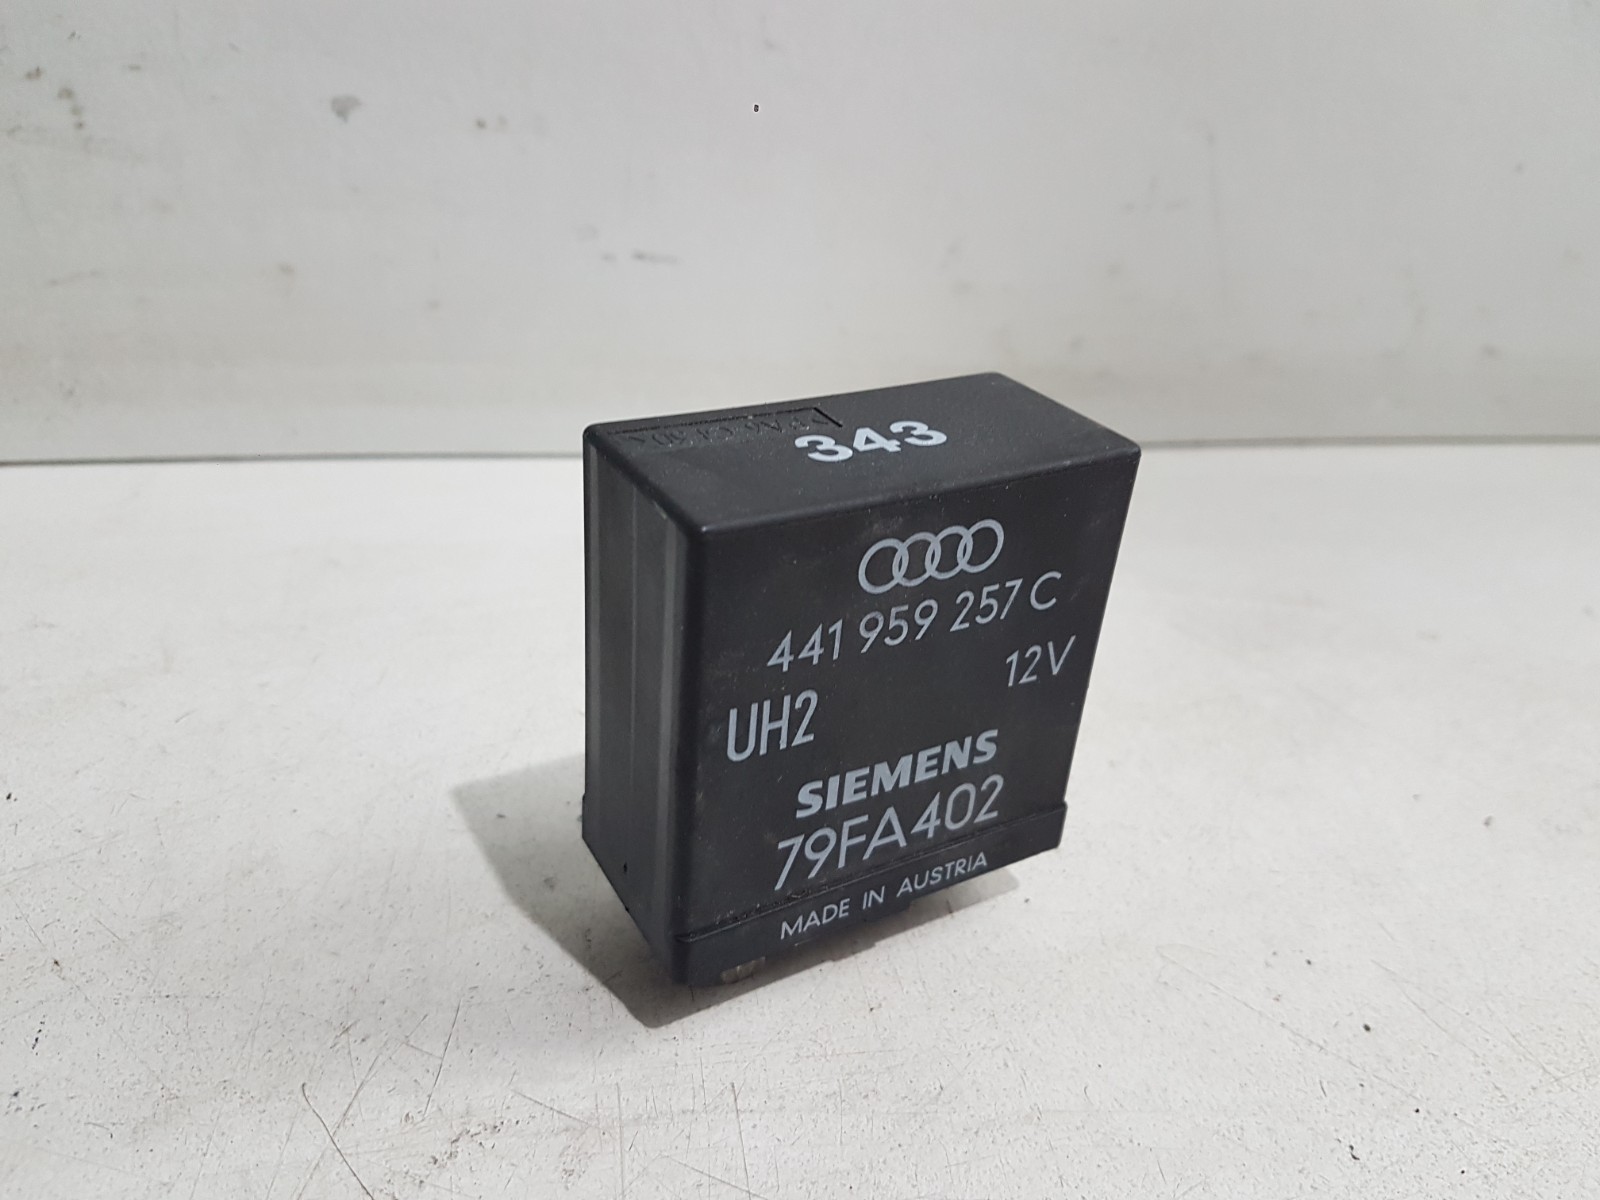 343
441 959 257 C
12V
UH2
SIEMENS
79FA402
MADE IN AUSTRIA